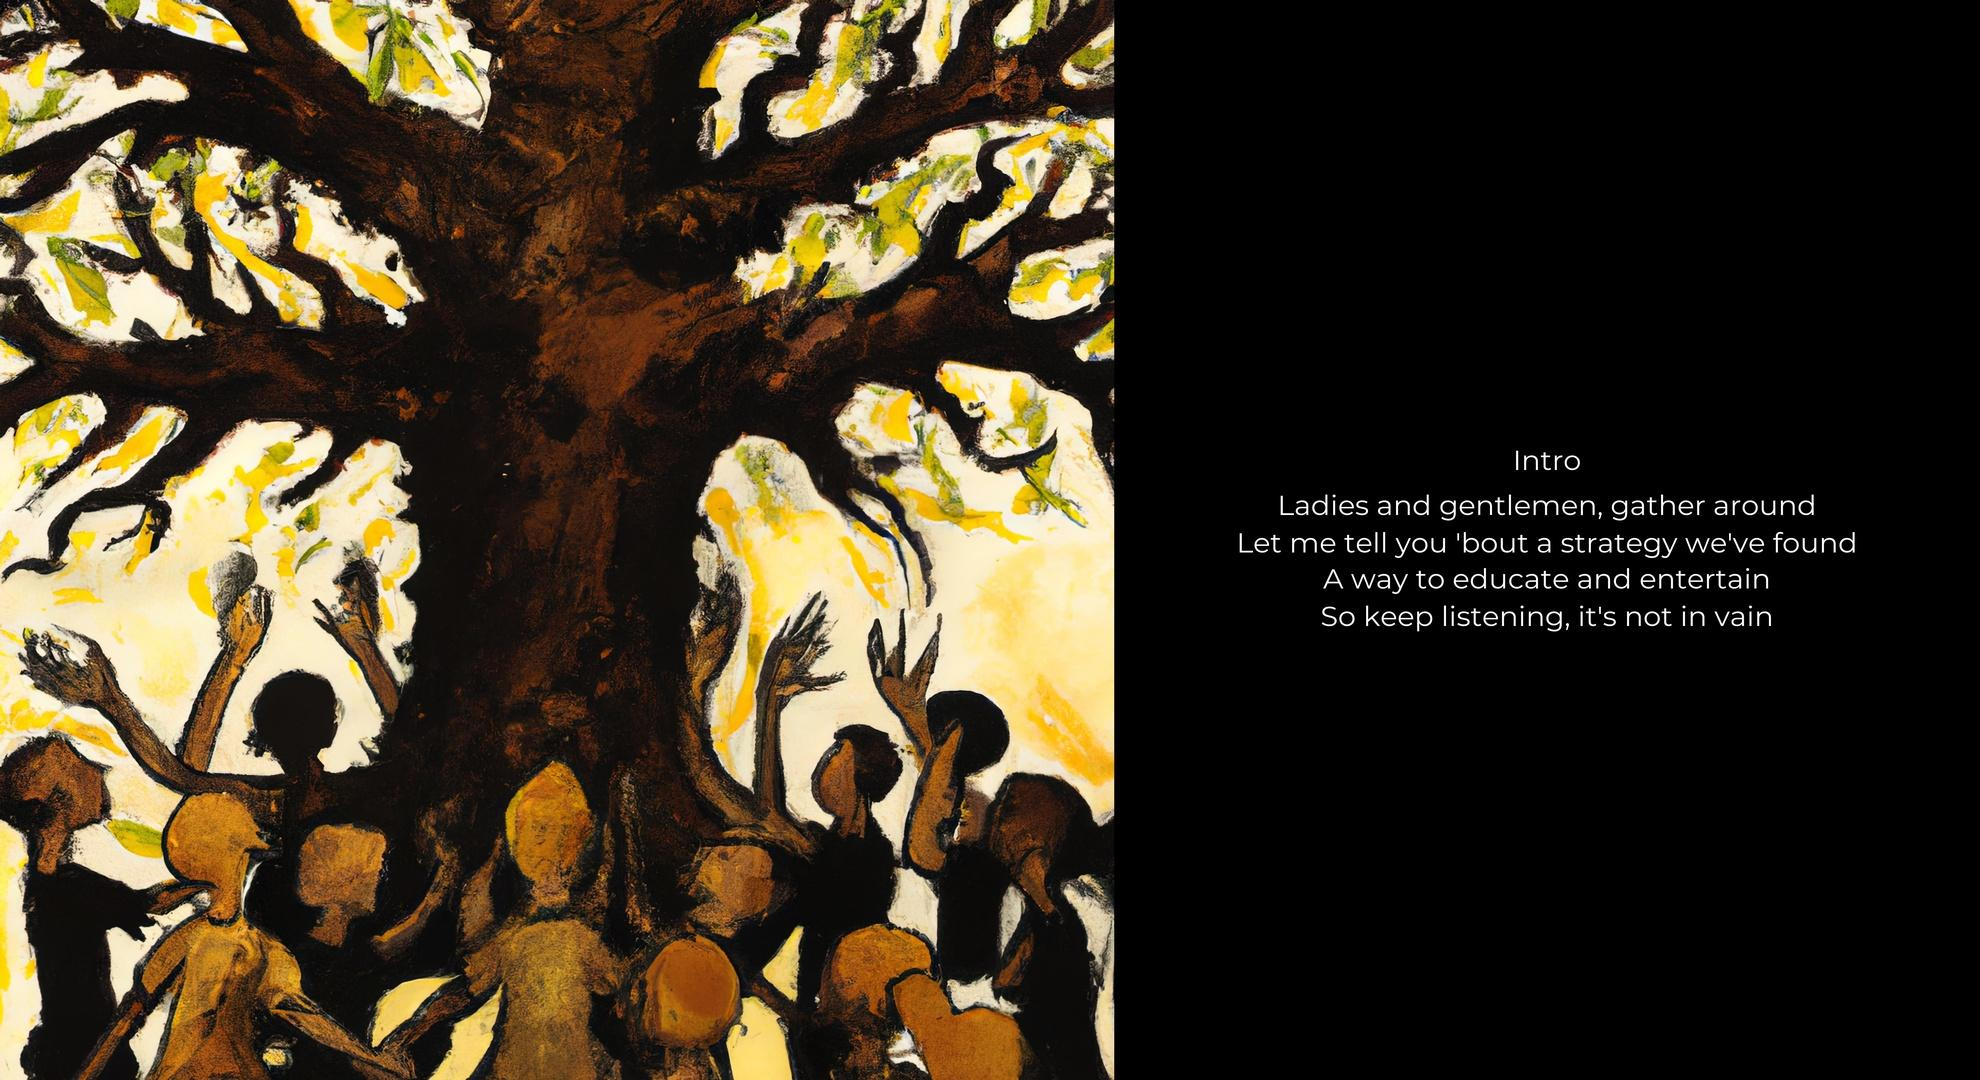 Intro
Ladies and gentlemen, gather around
Let me tell you 'bout a strategy we've found
A way to educate and entertain
So keep listening, it's not in vain